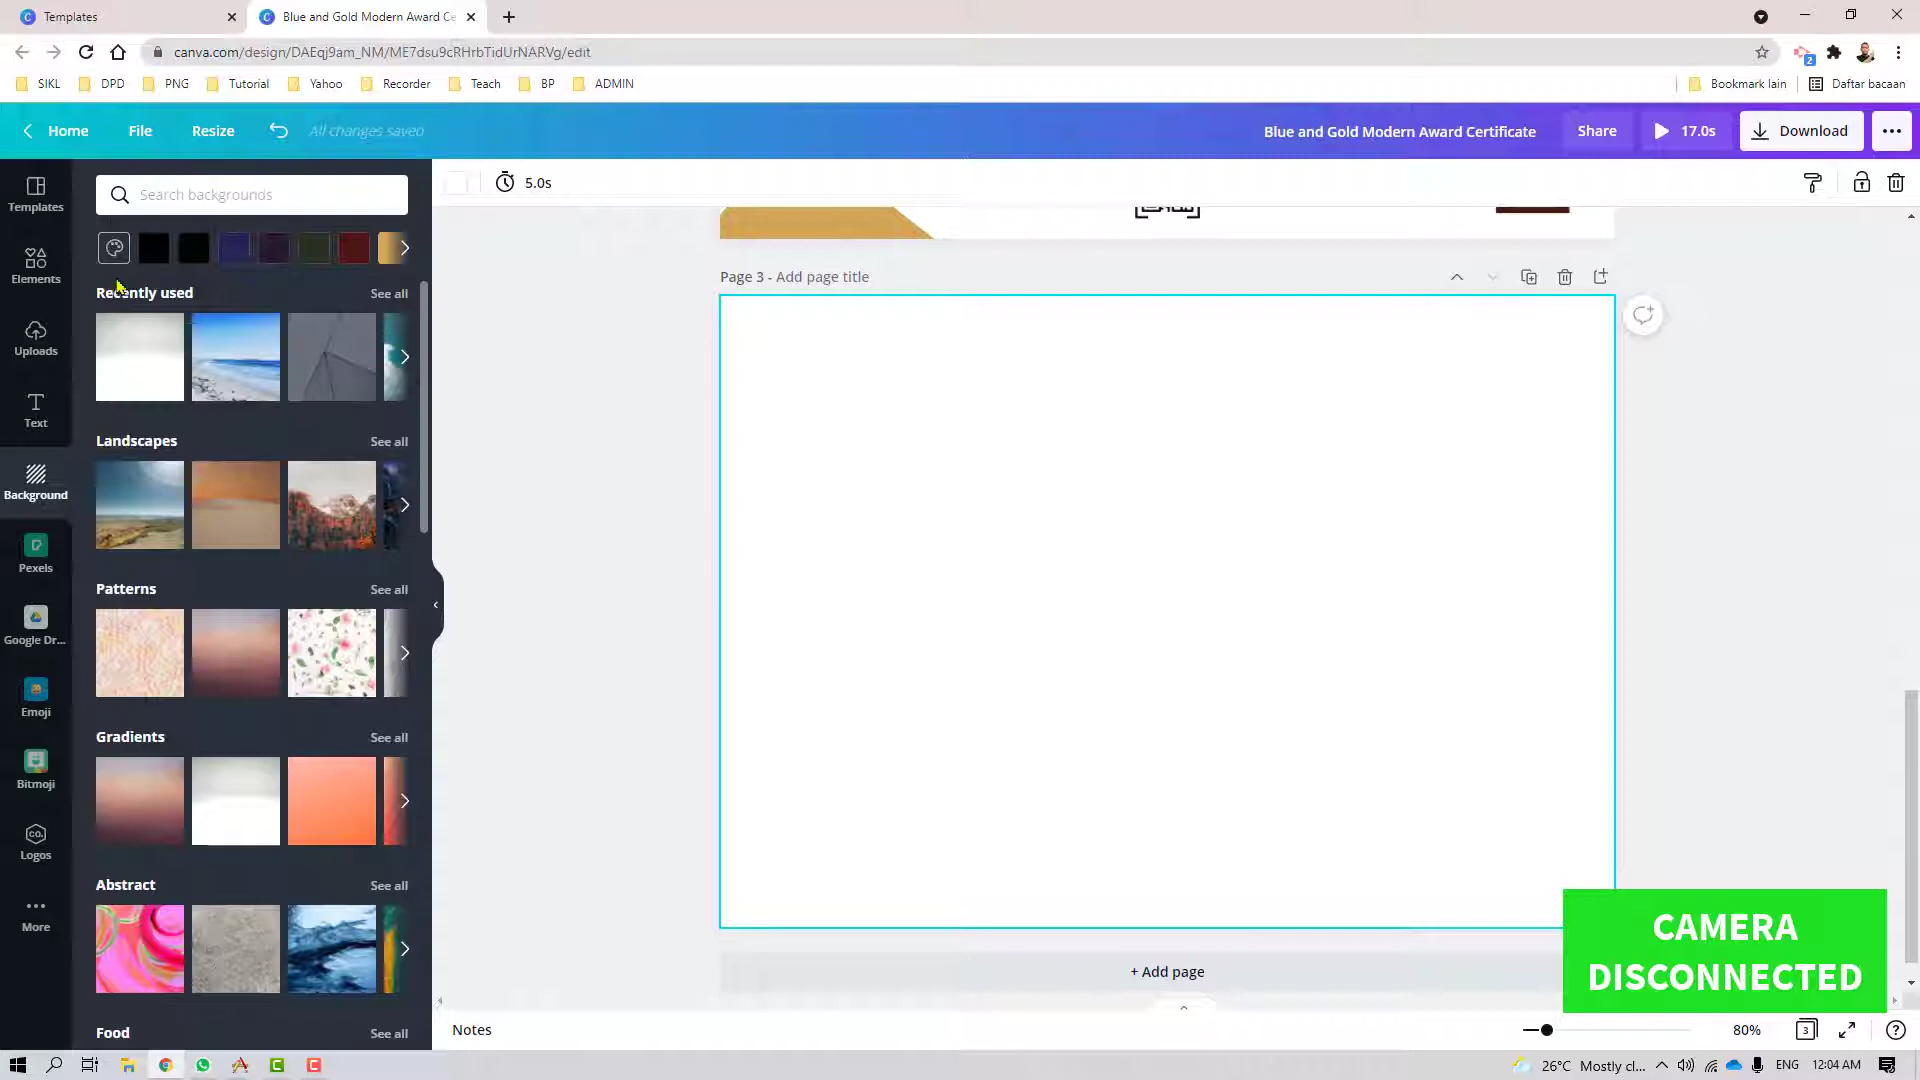 Templates
Blue and Gold Modern Award Ce
canva.com/design/DAEqj9am_NM/ME7dsu9cRHrbTidUrNARVg/edit
2
SIKL
DPD
PNG
Tutorial
Yahoo
Recorder
Teach
BP
ADMIN
Bookmark lain
Daftar bacaan
Home
File
Resize
All changes saved
Blue and Gold Modern Award Certificate
Share
17.0s
Download
Templates
Elements
Uploads
Text
Background
Pexels
Google Dr...
Emoji
Bitmoji
CO.
Logos
More
Search backgrounds
Recently used
See all
Landscapes
See all
Patterns
See all
Gradients
See all
Abstract
See all
Food
See all
5.0s
Page 3 - Add page title
+ Add page
CAMERA
DISCONNECTED
Notes
80%
3
26°C Mostly cl...
ENG
12:04 AM